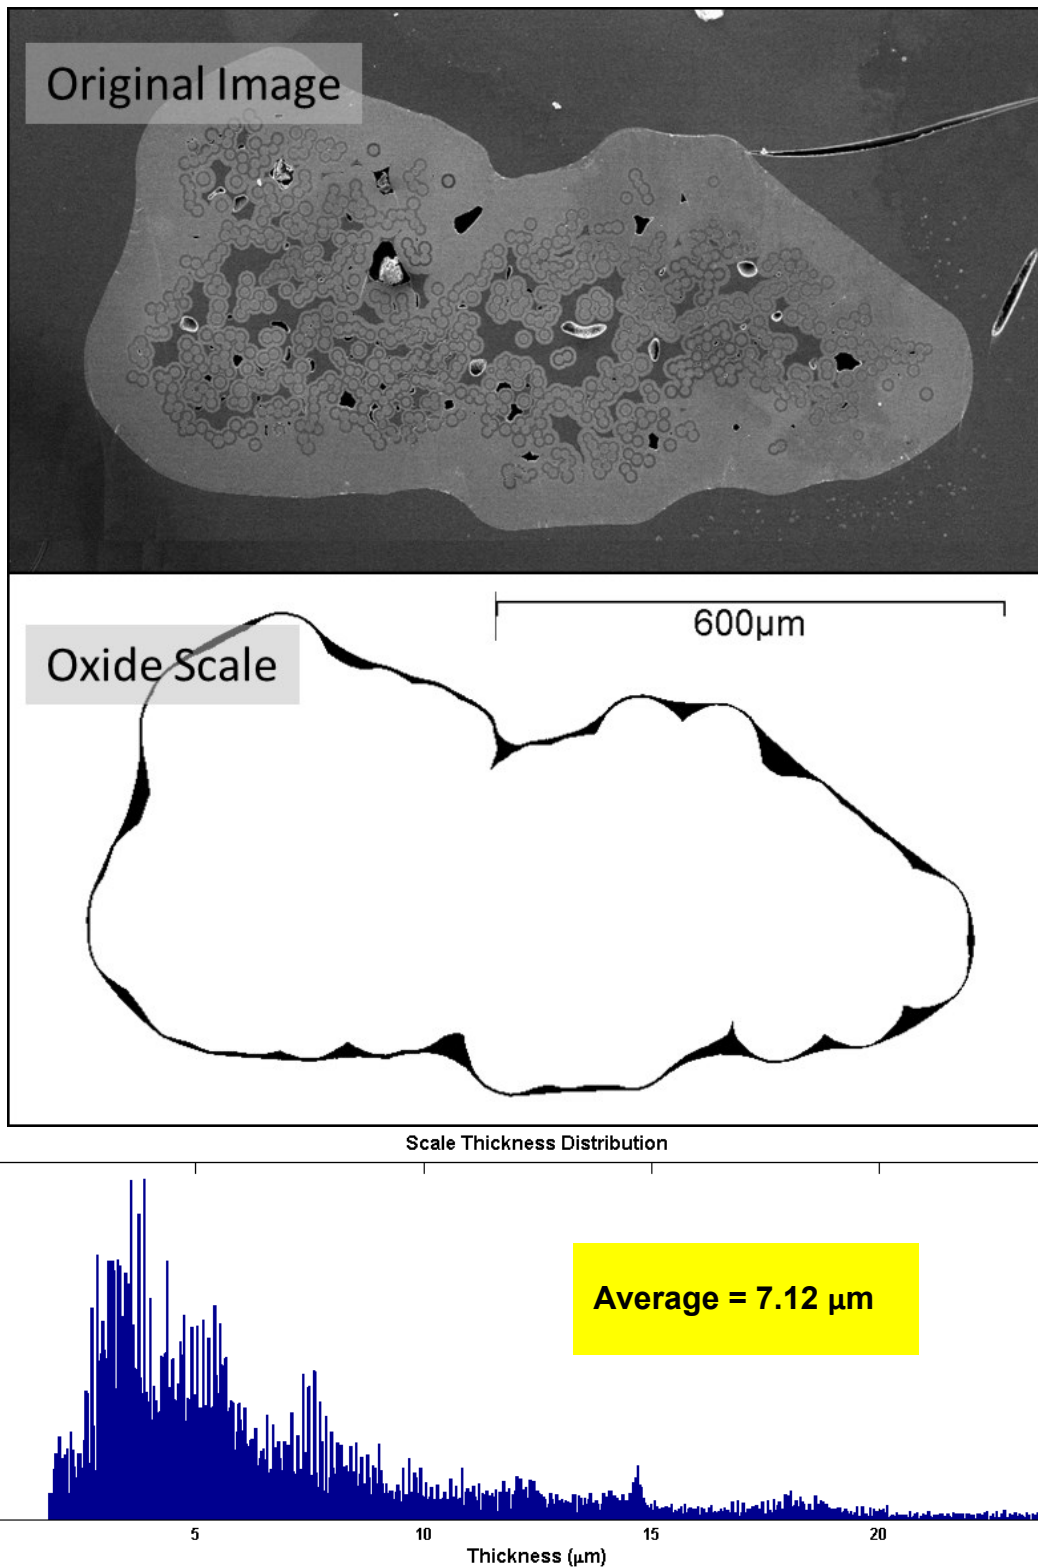 Original Image
600μm
Oxide Scale
Scale Thickness Distribution
Average = 7.12 μm
5 10 15 20
Thickness (μm)